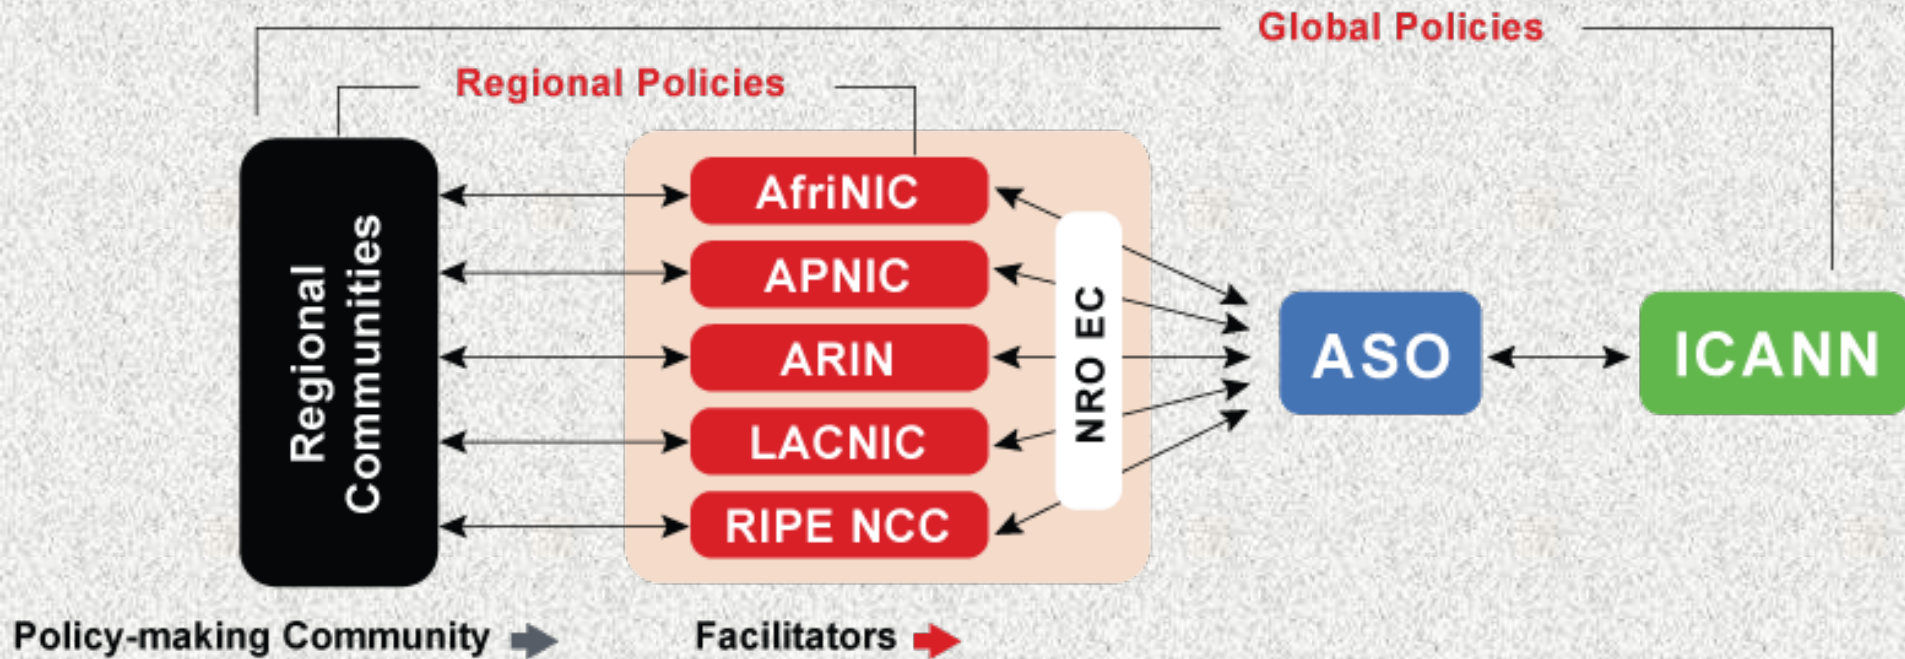 Global Policies
Regional Policies
Regional
Communities
AfriNIC
APNIC
ARIN
LACNIC
RIPE NCC
NRO EC
ASO
ICANN
Policy-making Community
Facilitators